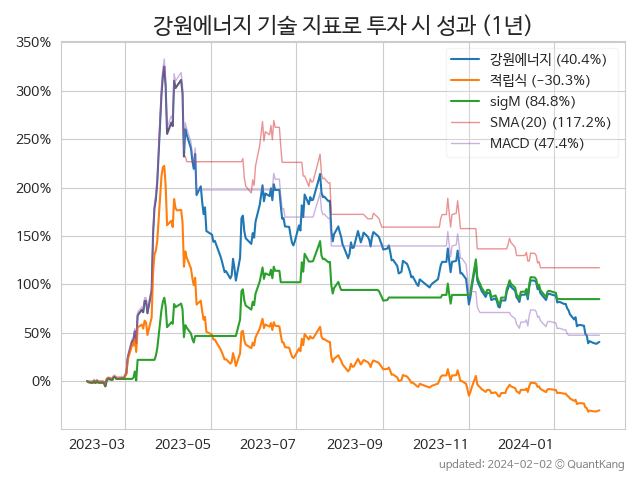 강원에너지 기술 지표로 투자 시 성과 (1년)
350%
300%
250%
200%
150%
100%
50%
0%
강원에너지 (40.4%)
적립식 (-30.3%)
sigM (84.8%)
SMA(20) (117.2%)
MACD (47.4%)
2023-03 2023-05 2023-07 2023-09 2023-11 2024-01
updated: 2024-02-02 © QuantKang